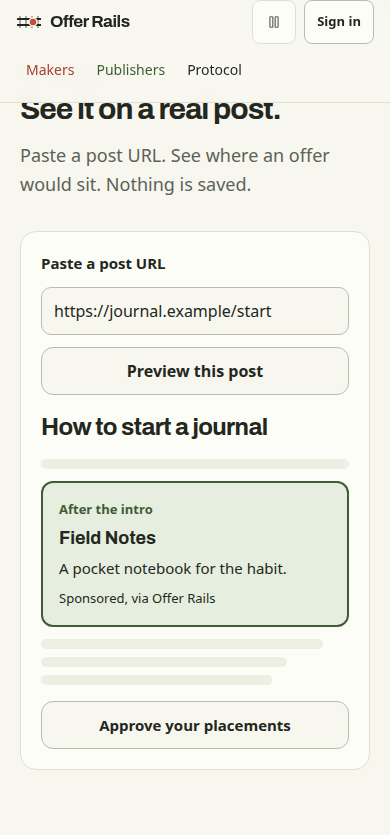 Offer Rails
Sign in
Makers Publishers Protocol
See it on a real post.
Paste a post URL. See where an offer
would sit. Nothing is saved.
Paste a post URL
https://journal.example/start
Preview this post
How to start a journal
After the intro
Field Notes
A pocket notebook for the habit.
Sponsored, via Offer Rails
Approve your placements